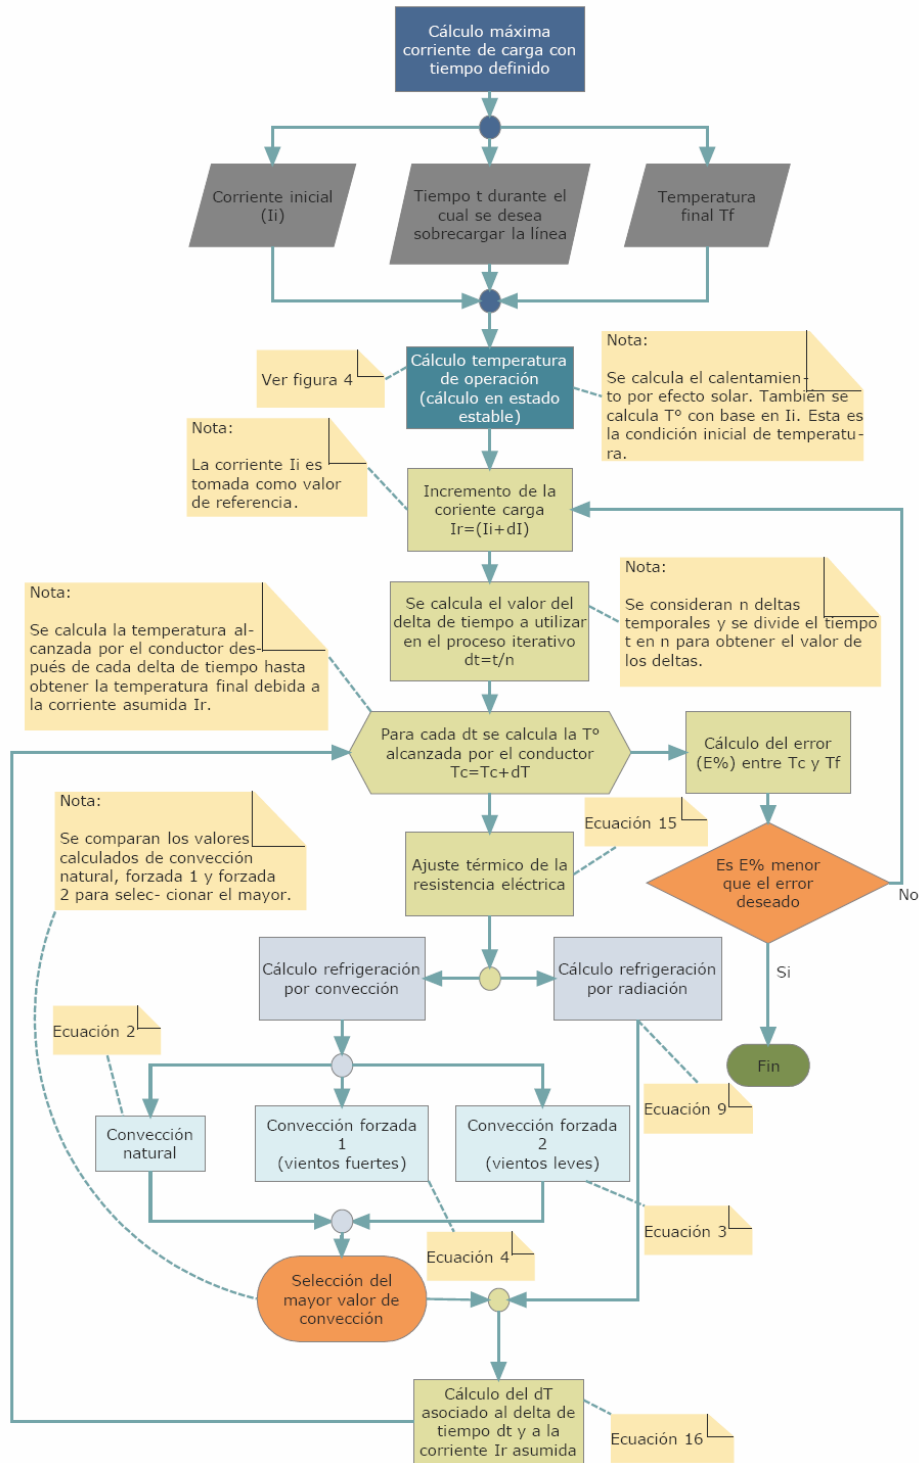 Cálculo máxima
corriente de carga con
tiempo definido
Corriente inicial
(Ii)
Tiempo t durante el
cual se desea
sobrecargar la línea
Temperatura
final Tf
Ver figura 4
Cálculo temperatura
de operación
(cálculo en estado
estable)
Nota:
Se calcula el calentamien-
to por efecto solar. También se
calcula Tº con base en Ii. Esta es
la condición inicial de temperatu-
ra.
Nota:
La corriente Ii es
tomada como valor
de referencia.
Incremento de la
coriente carga
Ir=(Ii+dI)
Nota:
Se calcula la temperatura al-
canzada por el conductor des-
pués de cada delta de tiempo hasta
obtener la temperatura final debida a
la corriente asumida Ir.
Se calcula el valor del
delta de tiempo a utilizar
en el proceso iterativo
dt=t/n
Nota:
Se consideran n deltas
temporales y se divide el tiempo
t en n para obtener el valor de
los deltas.
Para cada dt se calcula la Tº
alcanzada por el conductor
Tc=Tc+dT
Cálculo del error
(E%) entre Tc y Tf
Nota:
Se comparan los valores
calculados de convección
natural, forzada 1 y forzada
2 para selec- cionar el mayor.
Ecuación 15
Ajuste térmico de la
resistencia eléctrica
Es E% menor
que el error
deseado
No
Si
Fin
Cálculo refrigeración
por convección
Cálculo refrigeración
por radiación
Ecuación 2
Ecuación 9
Convección
natural
Convección forzada
1
(vientos fuertes)
Convección forzada
2
(vientos leves)
Ecuación 4
Ecuación 3
Selección del
mayor valor de
convección
Cálculo del dT
asociado al delta de
tiempo dt y a la
corriente Ir asumida
Ecuación 16